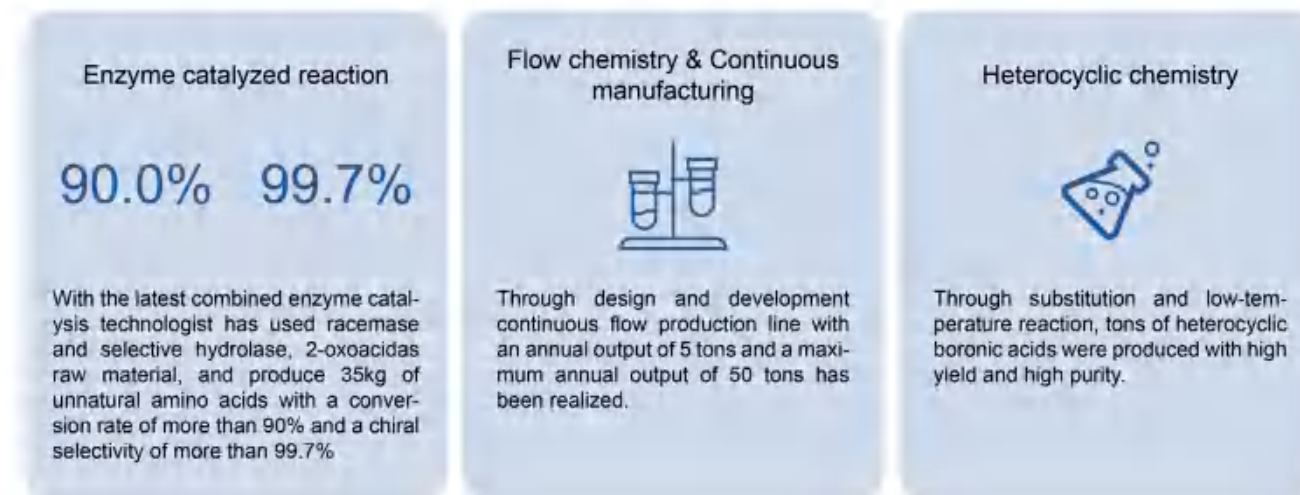 Enzyme catalyzed reaction
90.0% 99.7%
With the latest combined enzyme catal-
ysis technologist has used racemase
and selective hydrolase, 2-oxoacidas
raw material, and produce 35kg of
unnatural amino acids with a conver-
sion rate of more than 90% and a chiral
selectivity of more than 99.7%
Flow chemistry & Continuous
manufacturing
Through design and development
continuous flow production line with
an annual output of 5 tons and a maxi-
mum annual output of 50 tons has
been realized.
Heterocyclic chemistry
Through substitution and low-tem-
perature reaction, tons of heterocyclic
boronic acids were produced with high
yield and high purity.